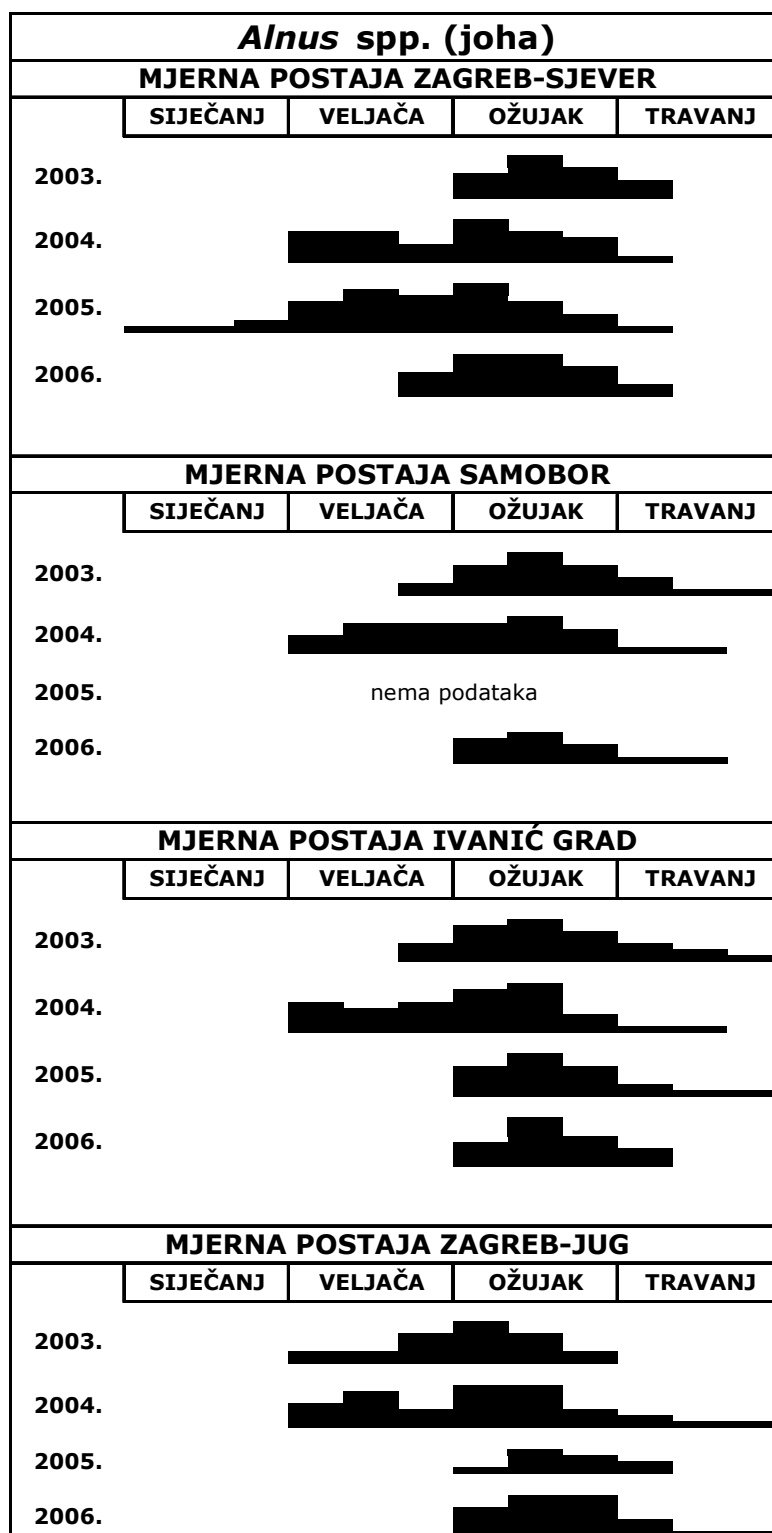 Alnus spp. (joha)
MJERNA POSTAJA ZAGREB-SJEVER
SIJEČANJ VELJAČA OŽUJAK TRAVANJ
2003.
2004.
2005.
2006.
MJERNA POSTAJA SAMOBOR
SIJEČANJ VELJAČA OŽUJAK TRAVANJ
2003.
2004.
2005. nema podataka
2006.
MJERNA POSTAJA IVANIĆ GRAD
SIJEČANJ VELJAČA OŽUJAK TRAVANJ
2003.
2004.
2005.
2006.
MJERNA POSTAJA ZAGREB-JUG
SIJEČANJ VELJAČA OŽUJAK TRAVANJ
2003.
2004.
2005.
2006.